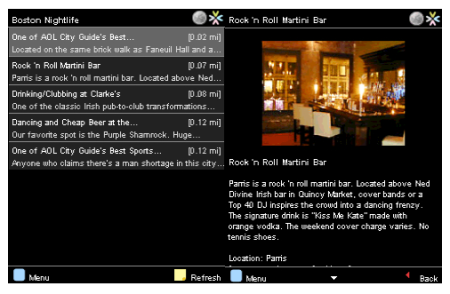 Boston Nightlife
One of AOL City Guide's Best... [0.02 mi]
Located on the same brick walk as Faneuil Hall and a...
Rock 'n Roll Martini Bar [0.07 mi]
Parris is a rock 'n roll martini bar. Located above Ned...
Drinking/Clubbing at Clarke's [0.08 mi]
One of the classic Irish pub-to-club transformations...
Dancing and Cheap Beer at the... [0.12 mi]
Our favorite spot is the Purple Shamrock. Huge...
One of AOL City Guide's Best Sports... [0.12 mi]
Anyone who claims there's a man shortage in this city...
Menu Refresh
Rock 'n Roll Martini Bar
Rock 'n Roll Martini Bar
Parris is a rock 'n roll martini bar. Located above Ned
Divine Irish bar in Quincy Market, cover bands or a
Top 40 DJ inspires the crowd into a dancing frenzy.
The signature drink is "Kiss Me Kate" made with
orange vodka. The weekend cover charge varies. No
tennis shoes.
Location: Parris
Menu Back